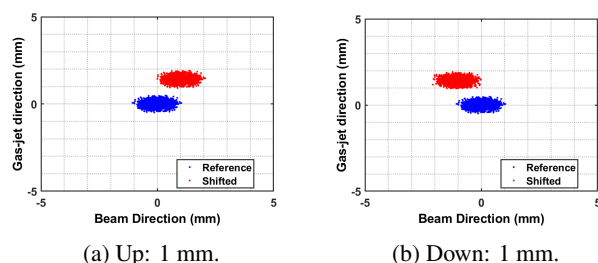 5
0
-5
-5
0
5
Gas-jet direction (mm)
Beam Direction (mm)
Reference
Shifted
(a) Up: 1 mm.
5
0
-5
-5
0
5
Gas-jet direction (mm)
Beam Direction (mm)
Reference
Shifted
(b) Down: 1 mm.